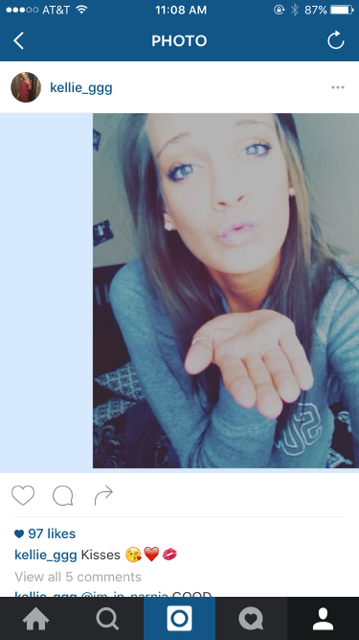 AT&T 11:08 AM 87%
PHOTO
kellie_ggg
97 likes
kellie_ggg Kisses 😘❤️💋
View all 5 comments